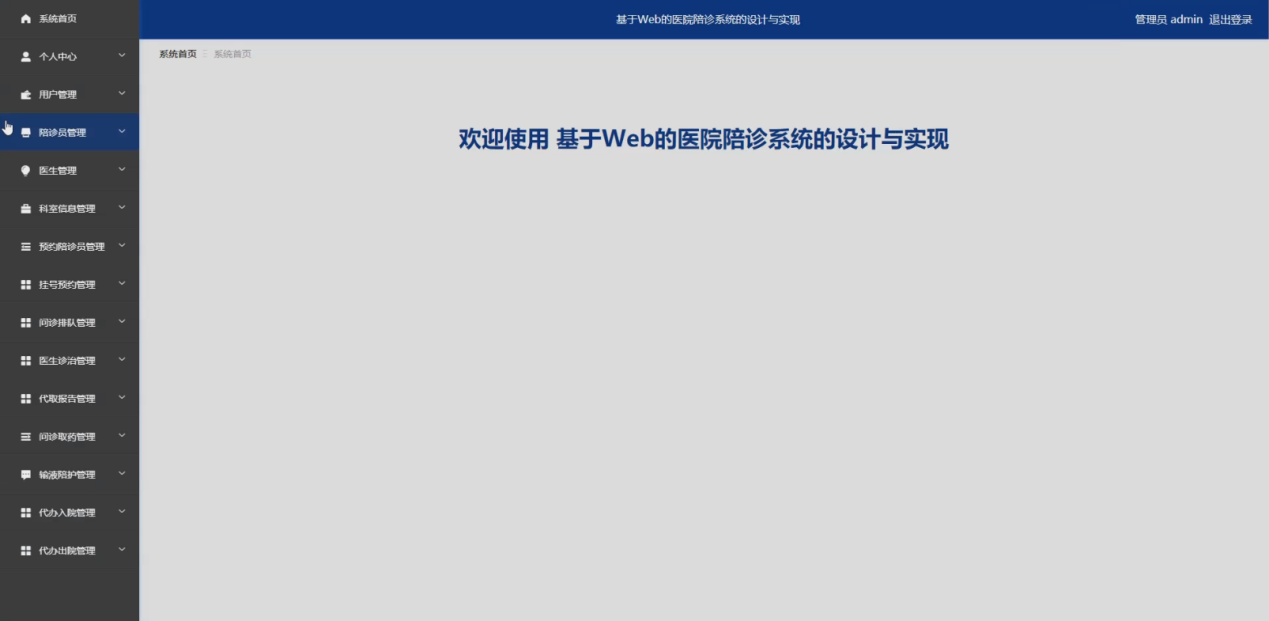 系统首页
个人中心
用户管理
陪诊员管理
医生管理
科室信息管理
预约陪诊员管理
挂号预约管理
问诊排队管理
医生诊治管理
代取报告管理
问诊取药管理
输液陪护管理
代办入院管理
代办出院管理
基于Web的医院陪诊系统的设计与实现
管理员 admin 退出登录
系统首页 系统首页
欢迎使用 基于Web的医院陪诊系统的设计与实现